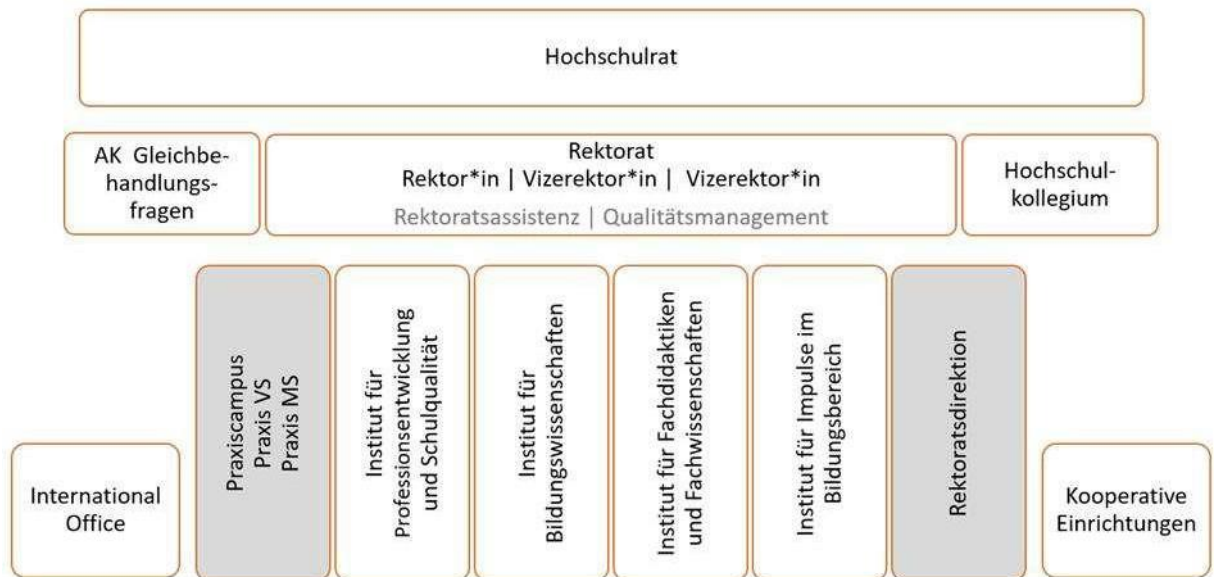 Hochschulrat
AK Gleichbe-
handlungs-
fragen
Rektorat
Rektor*in | Vizerektor*in | Vizerektor*in
Rektoratsassistenz | Qualitätsmanagement
Hochschul-
kollegium
International
Office
Praxiscampus
Praxis VS
Praxis MS
Institut für
Professionsentwicklung
und Schulqualität
Institut für
Bildungswissenschaften
Institut für Fachdidaktiken
und Fachwissenschaften
Institut für Impulse im
Bildungsbereich
Rektoratsdirektion
Kooperative
Einrichtungen